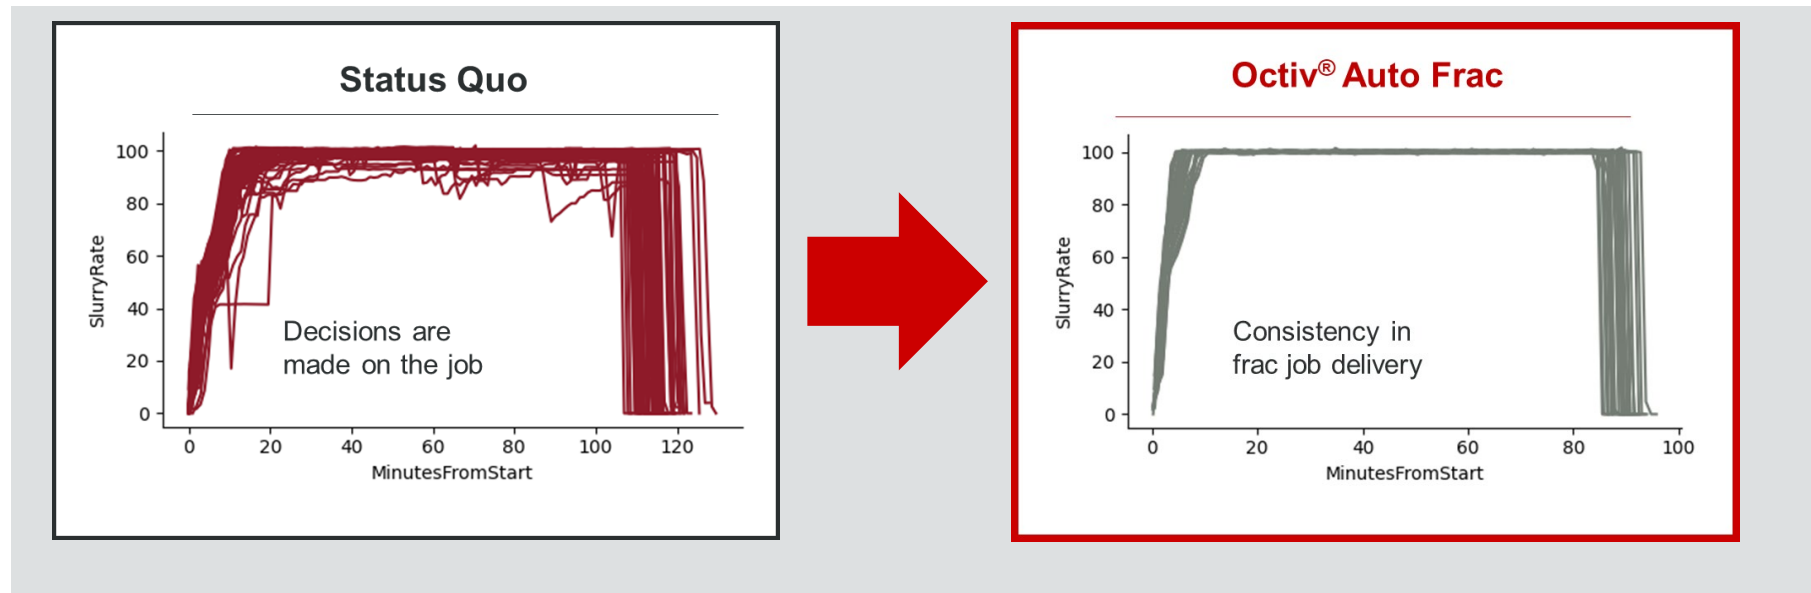 Status Quo
100
80
60
40
20
0
SlurryRate
Decisions are
made on the job
0 20 40 60 80 100 120
MinutesFromStart
Octiv® Auto Frac
100
80
60
40
20
0
SlurryRate
Consistency in
frac job delivery
0 20 40 60 80 100
MinutesFromStart